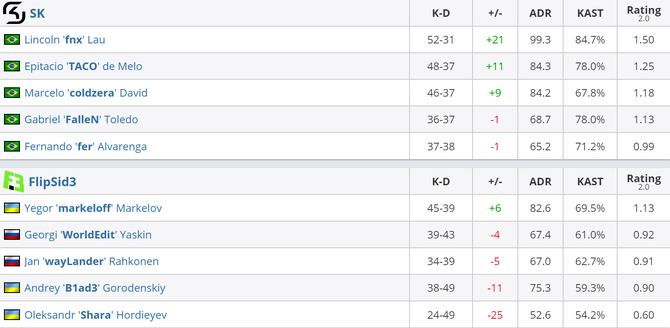 SK K-D +/- ADR KAST Rating 2.0
Lincoln 'fnx' Lau 52-31 +21 99.3 84.7% 1.50
Epitacio 'TACO' de Melo 48-37 +11 84.3 78.0% 1.25
Marcelo 'coldzera' David 46-37 +9 84.2 67.8% 1.18
Gabriel 'FalleN' Toledo 36-37 -1 68.7 78.0% 1.13
Fernando 'fer' Alvarenga 37-38 -1 65.2 71.2% 0.99
FlipSid3 K-D +/- ADR KAST Rating 2.0
Yegor 'markeloff' Markelov 45-39 +6 82.6 69.5% 1.13
Georgi 'WorldEdit' Yaskin 39-43 -4 67.4 61.0% 0.92
Jan 'wayLander' Rahkonen 34-39 -5 67.0 62.7% 0.91
Andrey 'B1ad3' Gorodenskiy 38-49 -11 75.3 59.3% 0.90
Oleksandr 'Shara' Hordieyev 24-49 -25 52.6 54.2% 0.60